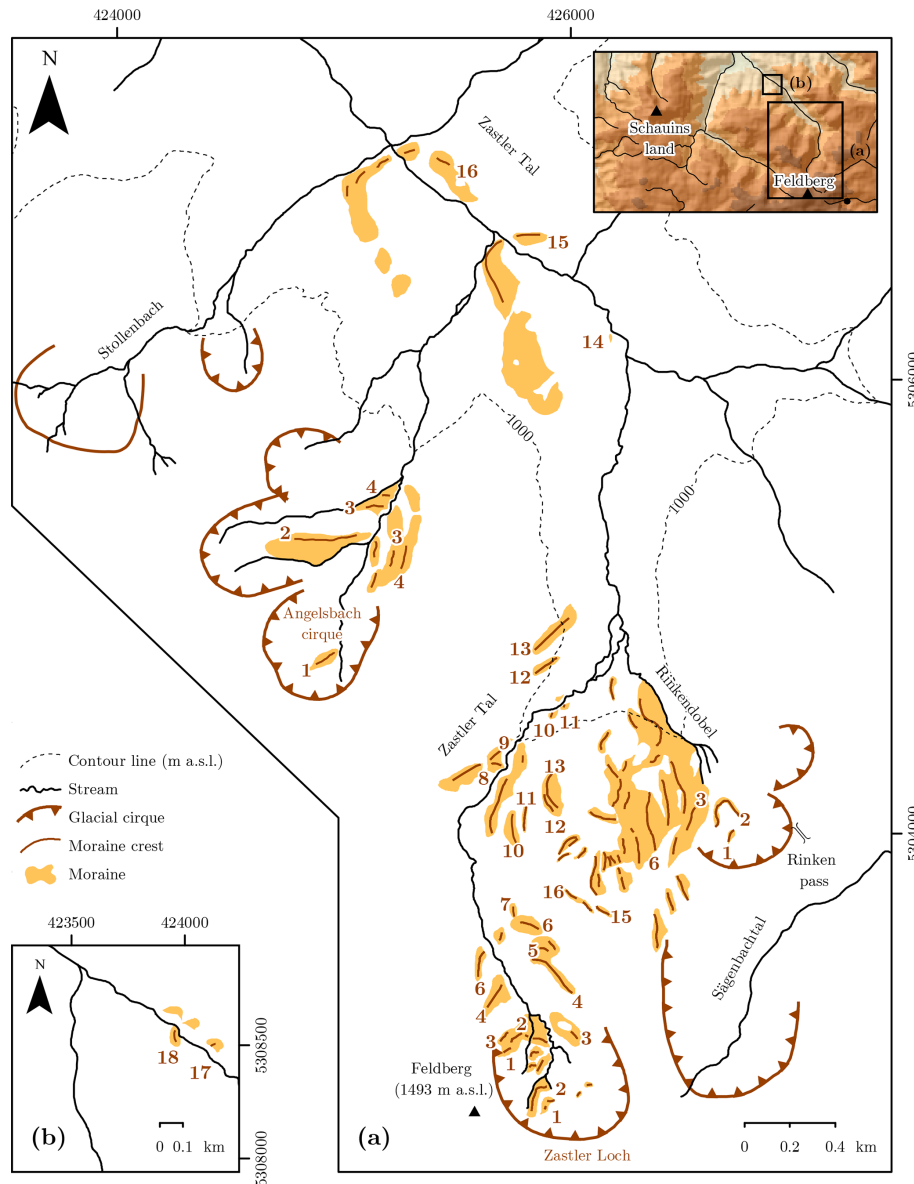 424000
426000
N
Zastler Tal
(b)
Schauins
land
(a)
Feldberg
16
15
Stollenbach
14
5306000
1000
1000
4
3
2
3
4
Angelsbach
cirque
1
13
12
Rinkendobel
Zastler Tal
11
10
9
8
13
11
12
10
3
2
1
6
Rinken
pass
5304000
Contour line (m a.s.l.)
Stream
Glacial cirque
Moraine crest
Moraine
16
15
7
6
5
6
4
4
Sägenbachtal
423500
424000
N
18
17
5308500
5308000
2
3
3
1
Feldberg
(1493 m a.s.l.)
2
1
(b)
0 0.1 km
(a)
Zastler Loch
0 0.2 0.4 km